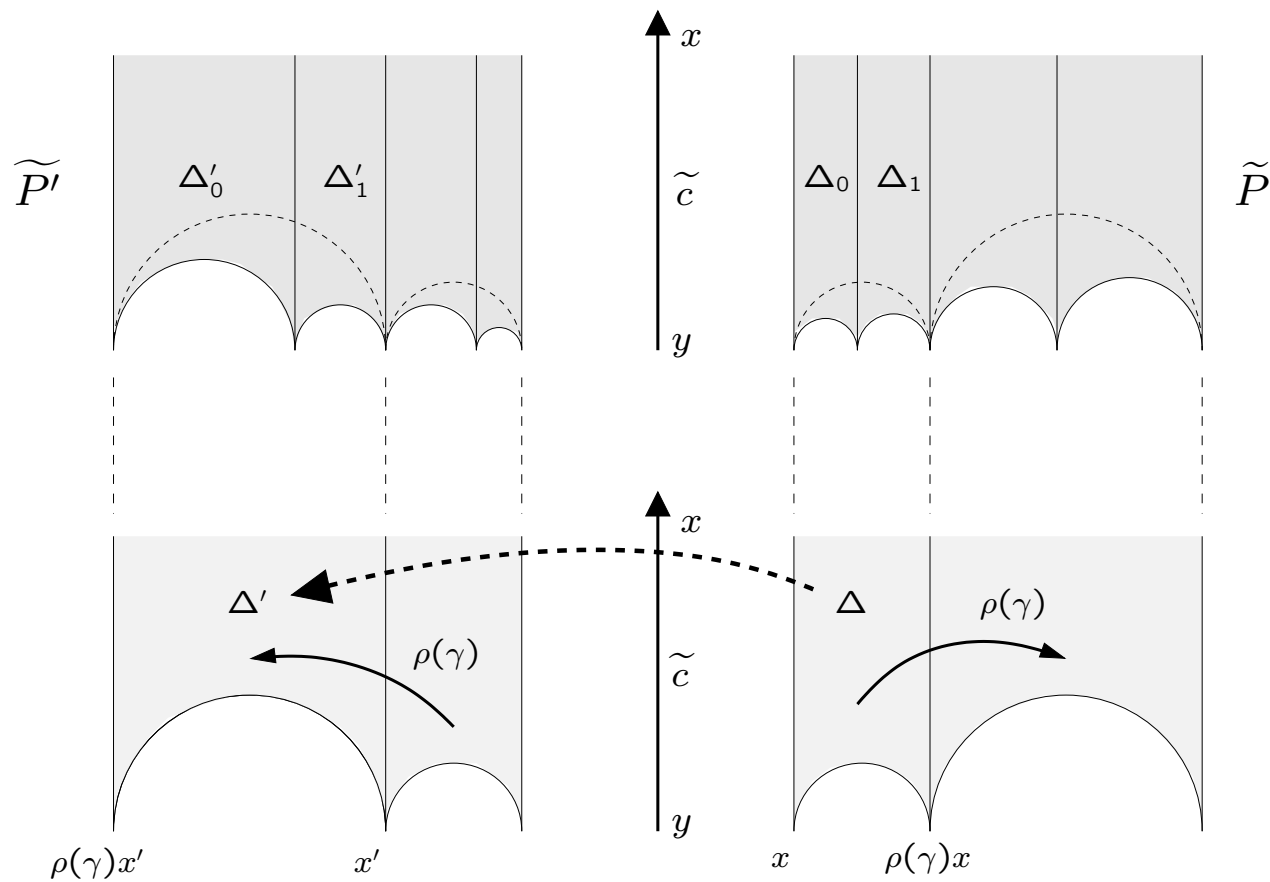 x
P̃′ Δ′₀ Δ′₁ c̃ Δ₀ Δ₁ P̃
y
x
Δ′ Δ ρ(γ)
ρ(γ) c̃
y
ρ(γ)x′ x′ x ρ(γ)x